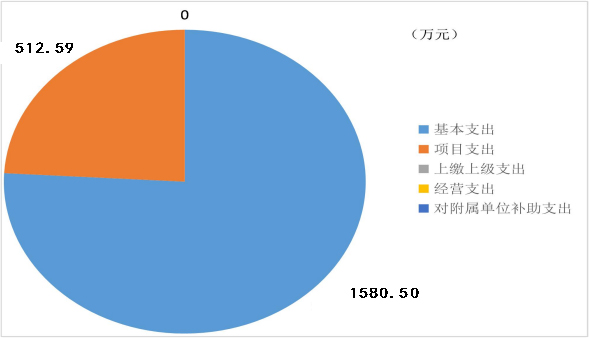 0
512.59
（万元）
基本支出
项目支出
上缴上级支出
经营支出
对附属单位补助支出
1580.50